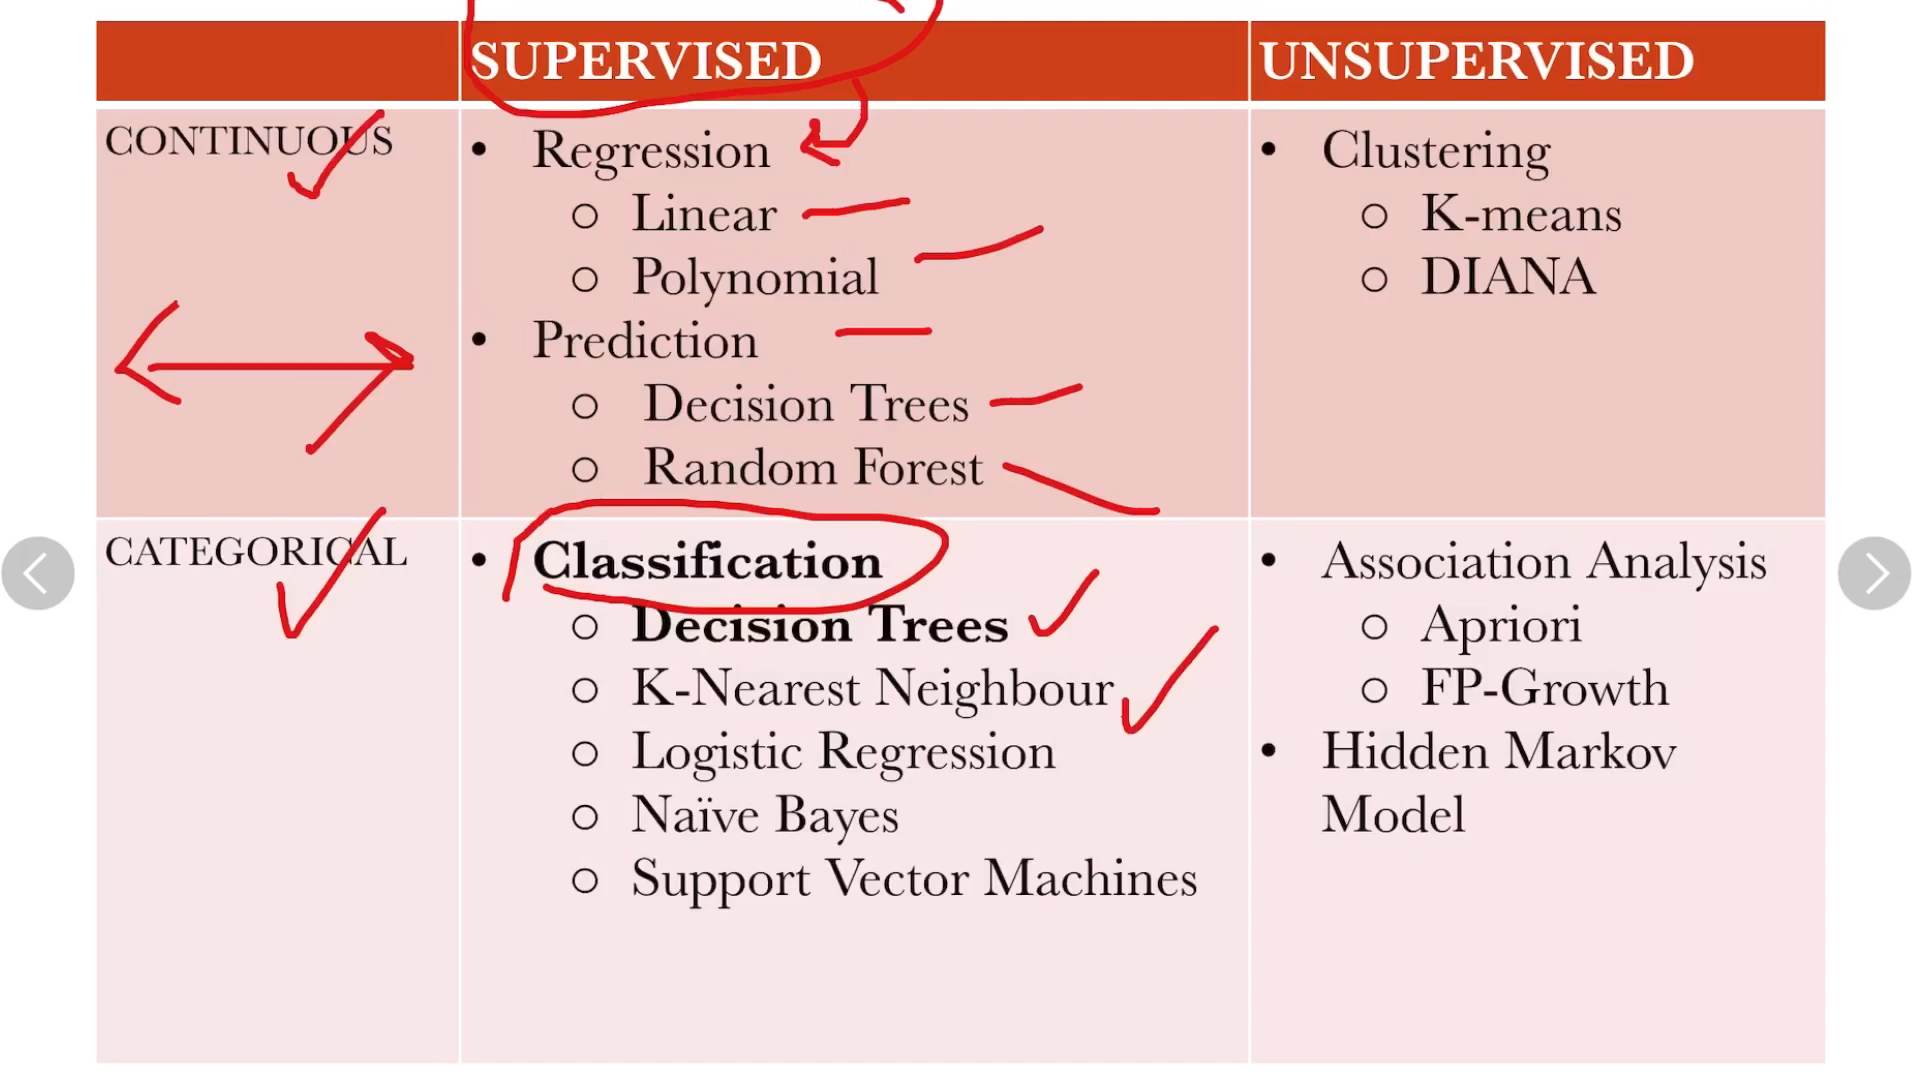 SUPERVISED
UNSUPERVISED
CONTINUOUS
• Regression
○ Linear
○ Polynomial
• Prediction
○ Decision Trees
○ Random Forest
• Clustering
○ K-means
○ DIANA
CATEGORICAL
• Classification
○ Decision Trees
○ K-Nearest Neighbour
○ Logistic Regression
○ Naïve Bayes
○ Support Vector Machines
• Association Analysis
○ Apriori
○ FP-Growth
• Hidden Markov
Model